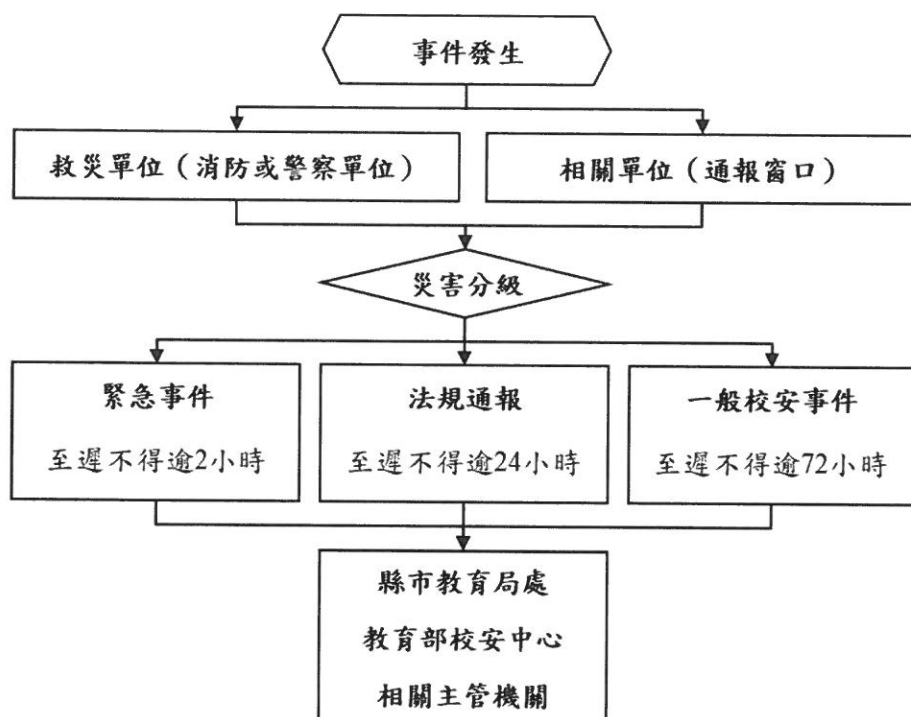 事件發生
救災單位（消防或警察單位）
相關單位（通報窗口）
災害分級
緊急事件
至遲不得逾2小時
法規通報
至遲不得逾24小時
一般校安事件
至遲不得逾72小時
縣市教育局處
教育部校安中心
相關主管機關